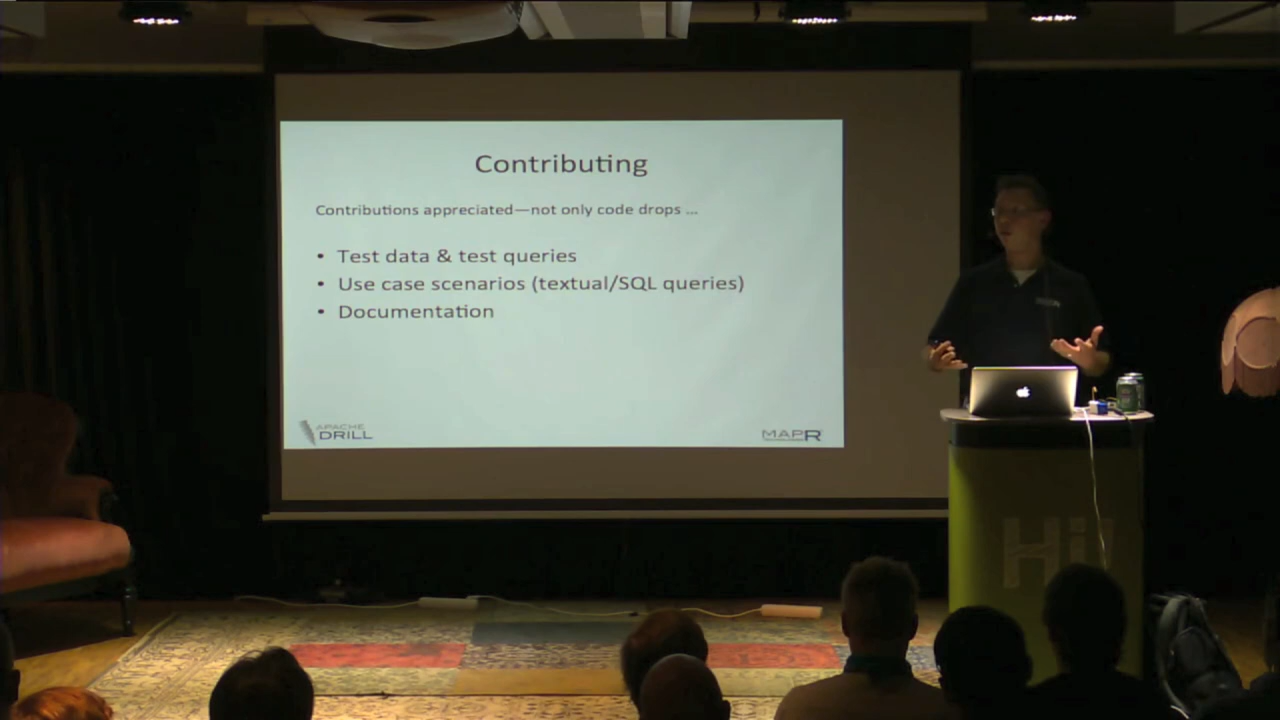 Contributing
Contributions appreciated—not only code drops ...
• Test data & test queries
• Use case scenarios (textual/SQL queries)
• Documentation
APACHE
DRILL
MAPR
Hi!